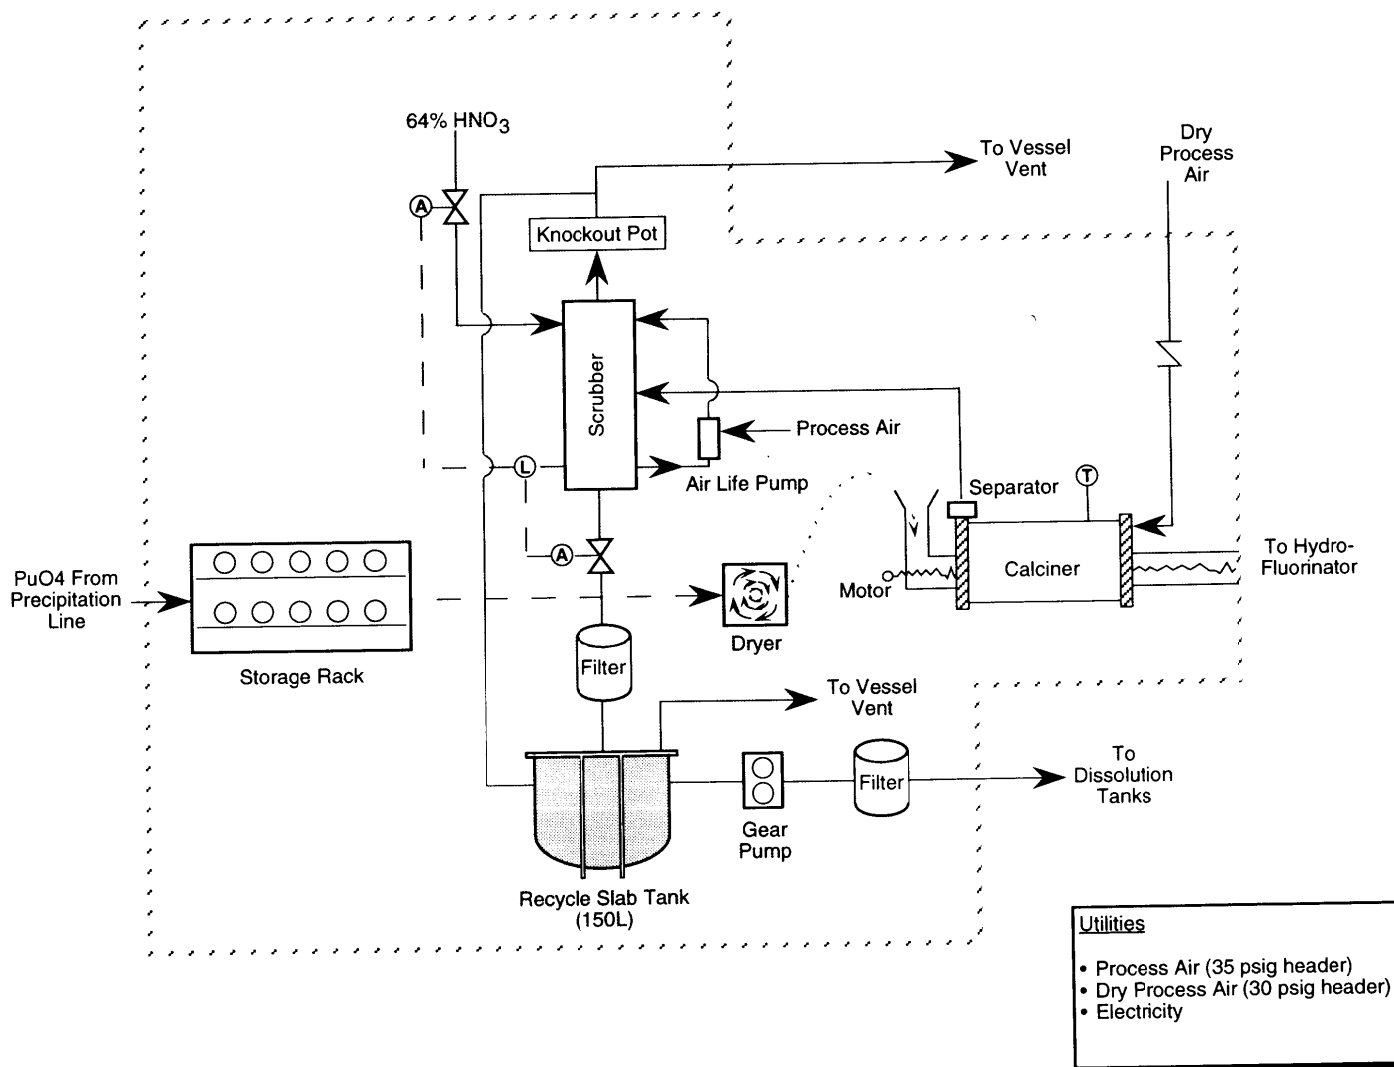 64% HNO3
To Vessel
Vent
Dry
Process
Air
A
Knockout Pot
Scrubber
Process Air
L
Air Life Pump
Separator
T
A
Calciner
Motor
To Hydro-
Fluorinator
PuO4 From
Precipitation
Line
Storage Rack
Dryer
Filter
To Vessel
Vent
Filter
To
Dissolution
Tanks
Gear
Pump
Recycle Slab Tank
(150L)
Utilities
• Process Air (35 psig header)
• Dry Process Air (30 psig header)
• Electricity